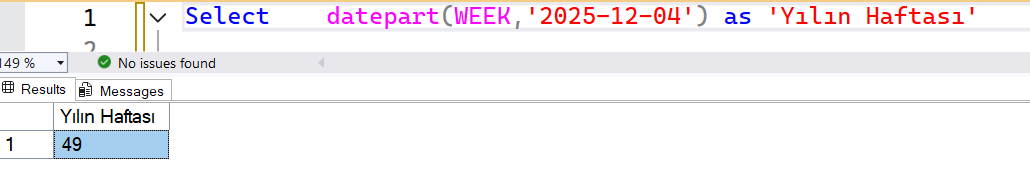 1 Select    datepart(WEEK,'2025-12-04') as 'Yılın Haftası'
2
149 % No issues found
Results Messages
Yılın Haftası
1 49